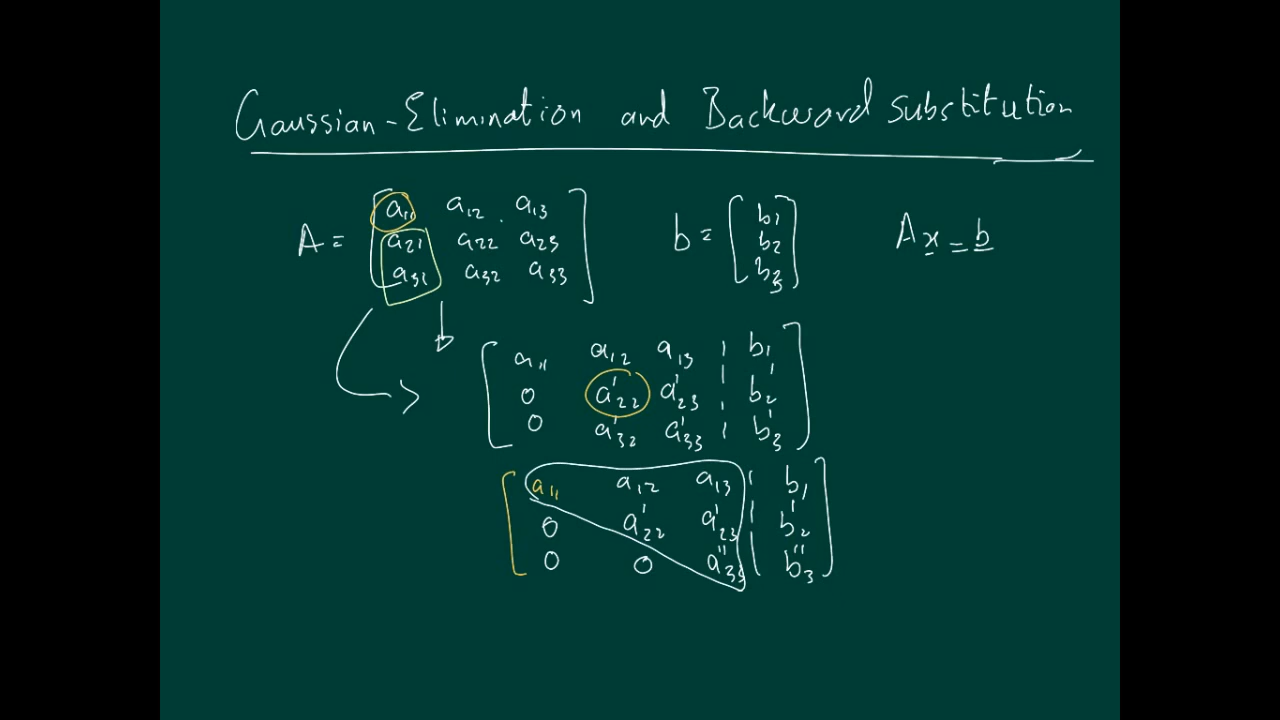 Gaussian-Elimination and Backward Substitution
A = [ a₁₁ a₁₂ a₁₃ b = [ b₁ ] Ax = b
a₂₁ a₂₂ a₂₃ b₂
a₃₁ a₃₂ a₃₃ ] b₃
[ a₁₁ a₁₂ a₁₃ | b₁ ]
0 a'₂₂ a'₂₃ | b'₂
0 a'₃₂ a'₃₃ | b'₃
[ a₁₁ a₁₂ a₁₃ | b₁ ]
0 a'₂₂ a'₂₃ | b'₂
0 0 a''₃₃ | b''₃